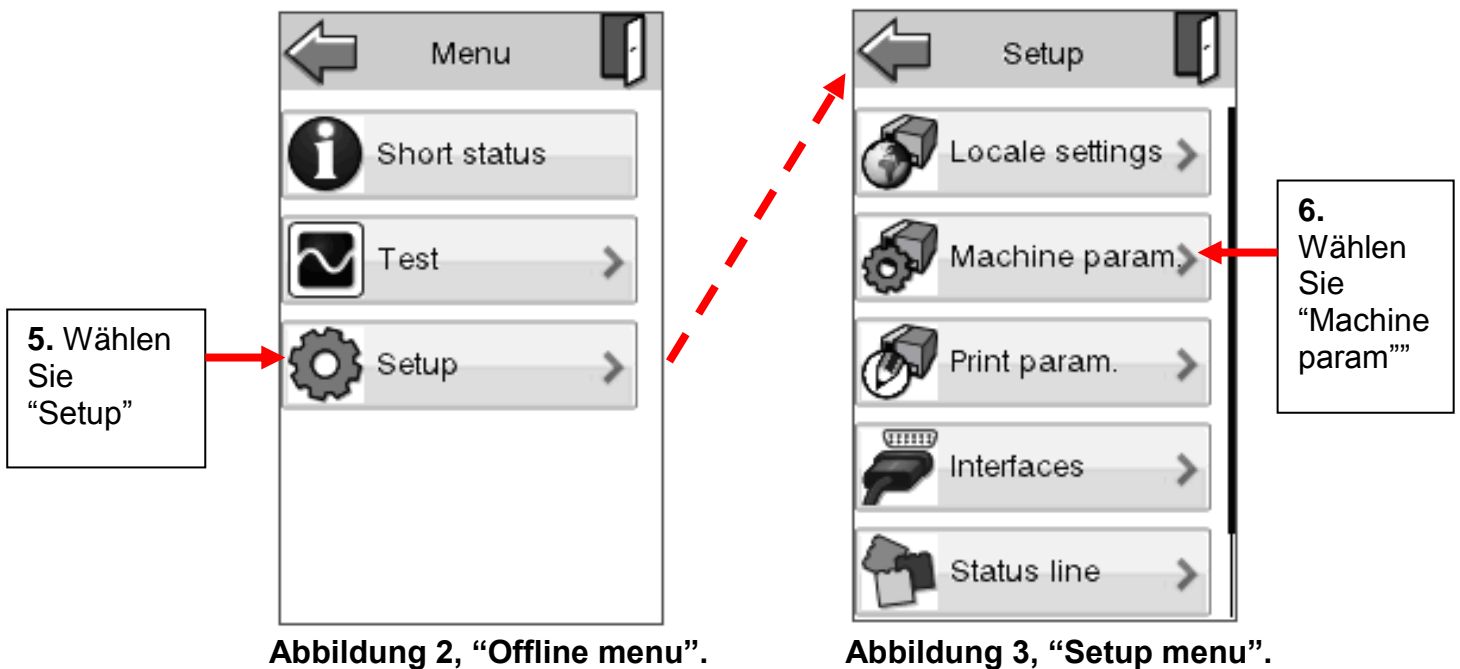 Menu
Short status
Test
Setup
5. Wählen
Sie
“Setup”
Setup
Locale settings
Machine param.
Print param.
Interfaces
Status line
6.
Wählen
Sie
“Machine
param””
Abbildung 2, “Offline menu”.
Abbildung 3, “Setup menu”.